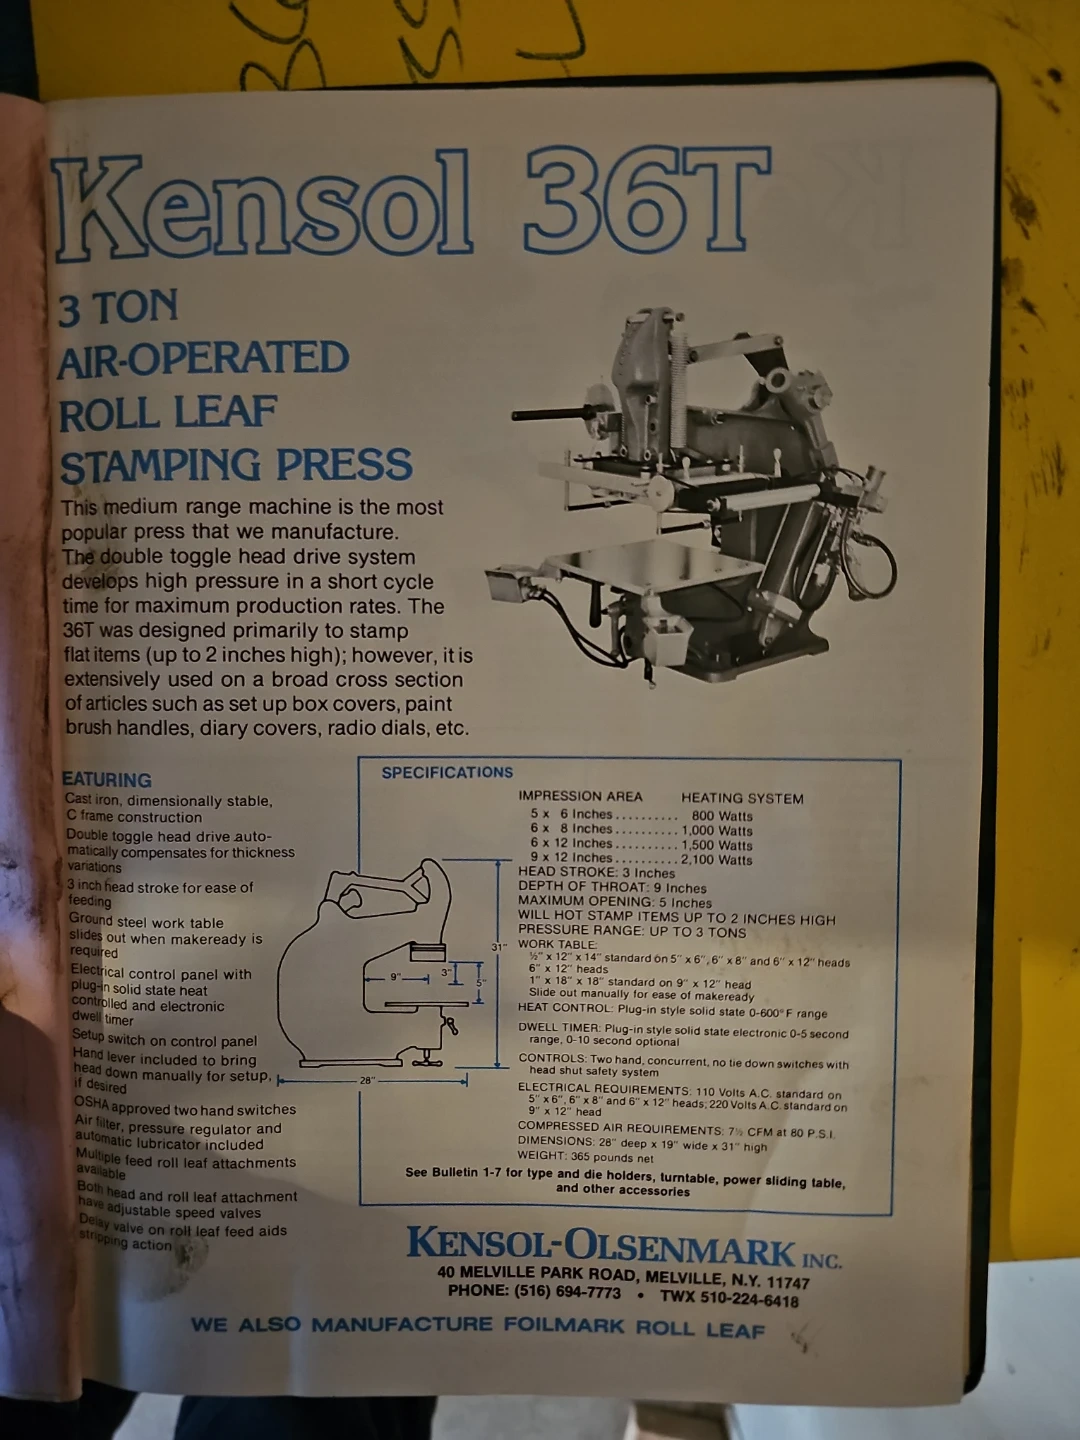 Kensol 36T
3 TON
AIR-OPERATED
ROLL LEAF
STAMPING PRESS
This medium range machine is the most
popular press that we manufacture.
The double toggle head drive system
develops high pressure in a short cycle
time for maximum production rates. The
36T was designed primarily to stamp
flat items (up to 2 inches high); however, it is
extensively used on a broad cross section
of articles such as set up box covers, paint
brush handles, diary covers, radio dials, etc.
EATURING
Cast iron, dimensionally stable,
C frame construction
Double toggle head drive auto-
matically compensates for thickness
variations
3 inch head stroke for ease of
feeding
Ground steel work table
slides out when makeready is
required
Electrical control panel with
plug-in solid state heat
controlled and electronic
dwell timer
Setup switch on control panel
Hand lever included to bring
head down manually for setup,
if desired
OSHA approved two hand switches
Air filter, pressure regulator and
automatic lubricator included
Multiple feed roll leaf attachments
available
Both head and roll leaf attachment
have adjustable speed valves
Delay valve on roll leaf feed aids
stripping action
SPECIFICATIONS
IMPRESSION AREA HEATING SYSTEM
5 x 6 Inches .......... 800 Watts
6 x 8 Inches .......... 1,000 Watts
6 x 12 Inches .......... 1,500 Watts
9 x 12 Inches .......... 2,100 Watts
HEAD STROKE: 3 Inches
DEPTH OF THROAT: 9 Inches
MAXIMUM OPENING: 5 Inches
WILL HOT STAMP ITEMS UP TO 2 INCHES HIGH
PRESSURE RANGE: UP TO 3 TONS
WORK TABLE:
½" x 12" x 14" standard on 5" x 6", 6" x 8" and 6" x 12" heads
6" x 12" heads
1" x 18" x 18" standard on 9" x 12" head
Slide out manually for ease of makeready
HEAT CONTROL: Plug-in style solid state 0-600° F range
DWELL TIMER: Plug-in style solid state electronic 0-5 second
range, 0-10 second optional
CONTROLS: Two hand, concurrent, no tie down switches with
head shut safety system
ELECTRICAL REQUIREMENTS: 110 Volts A.C. standard on
5" x 6", 6" x 8" and 6" x 12" heads; 220 Volts A.C. standard on
9" x 12" head
COMPRESSED AIR REQUIREMENTS: 7½ CFM at 80 P.S.I.
DIMENSIONS: 28" deep x 19" wide x 31" high
WEIGHT: 365 pounds net
31"
9"
3"
5"
28"
See Bulletin 1-7 for type and die holders, turntable, power sliding table,
and other accessories
KENSOL-OLSENMARK INC.
40 MELVILLE PARK ROAD, MELVILLE, N.Y. 11747
PHONE: (516) 694-7773 • TWX 510-224-6418
WE ALSO MANUFACTURE FOILMARK ROLL LEAF